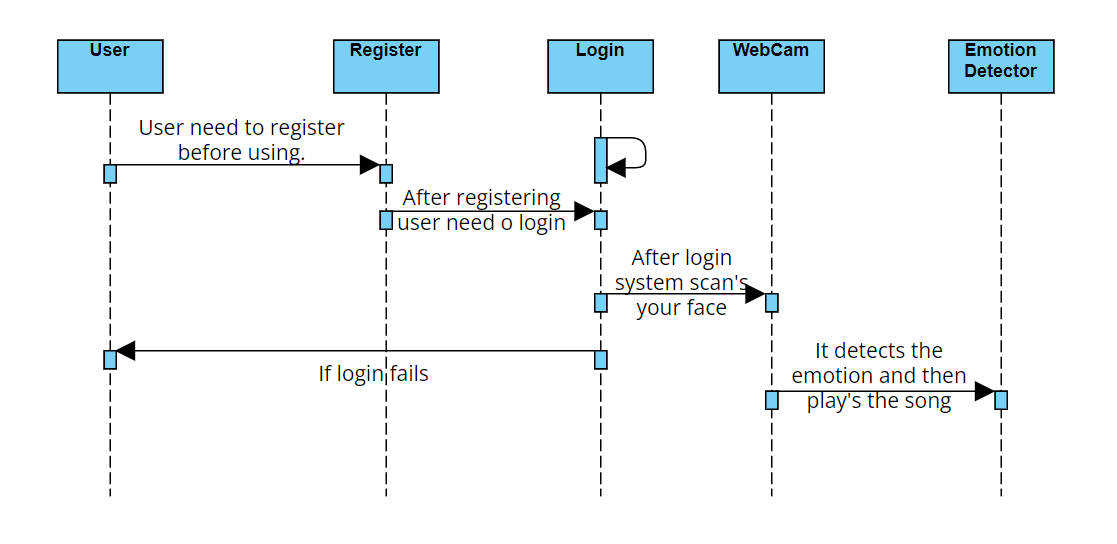 User
Register
Login
WebCam
Emotion
Detector
User need to register
before using.
After registering
user need o login
After login
system scan's
your face
If login fails
It detects the
emotion and then
play's the song